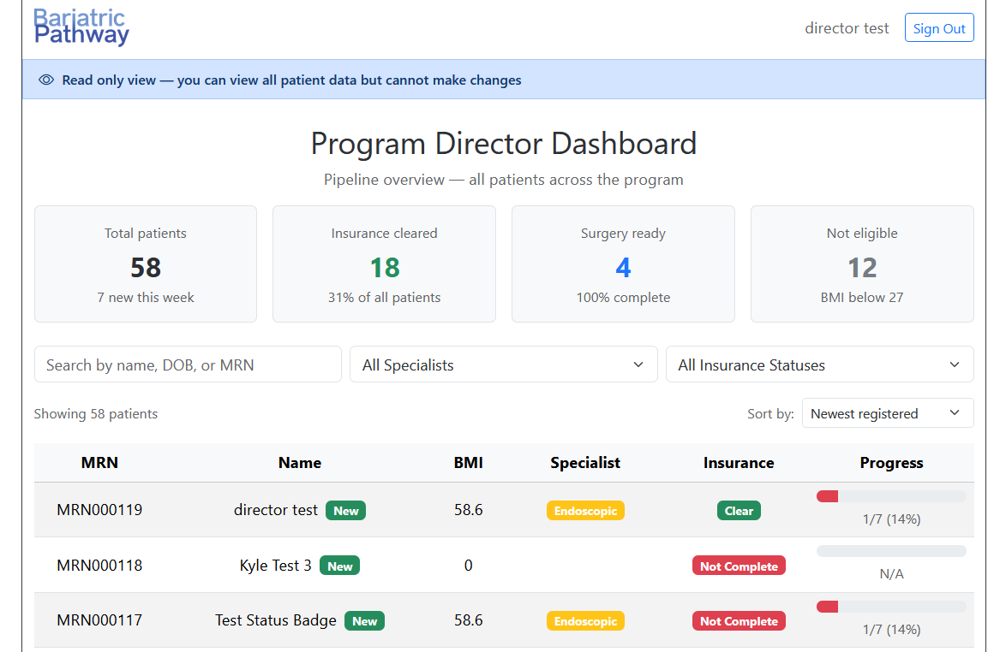 Bariatric
Pathway
director test Sign Out
Read only view — you can view all patient data but cannot make changes
Program Director Dashboard
Pipeline overview — all patients across the program
Total patients
58
7 new this week
Insurance cleared
18
31% of all patients
Surgery ready
4
100% complete
Not eligible
12
BMI below 27
Search by name, DOB, or MRN All Specialists All Insurance Statuses
Showing 58 patients Sort by: Newest registered
MRN Name BMI Specialist Insurance Progress
MRN000119 director test New 58.6 Endoscopic Clear 1/7 (14%)
MRN000118 Kyle Test 3 New 0 Not Complete N/A
MRN000117 Test Status Badge New 58.6 Endoscopic Not Complete 1/7 (14%)